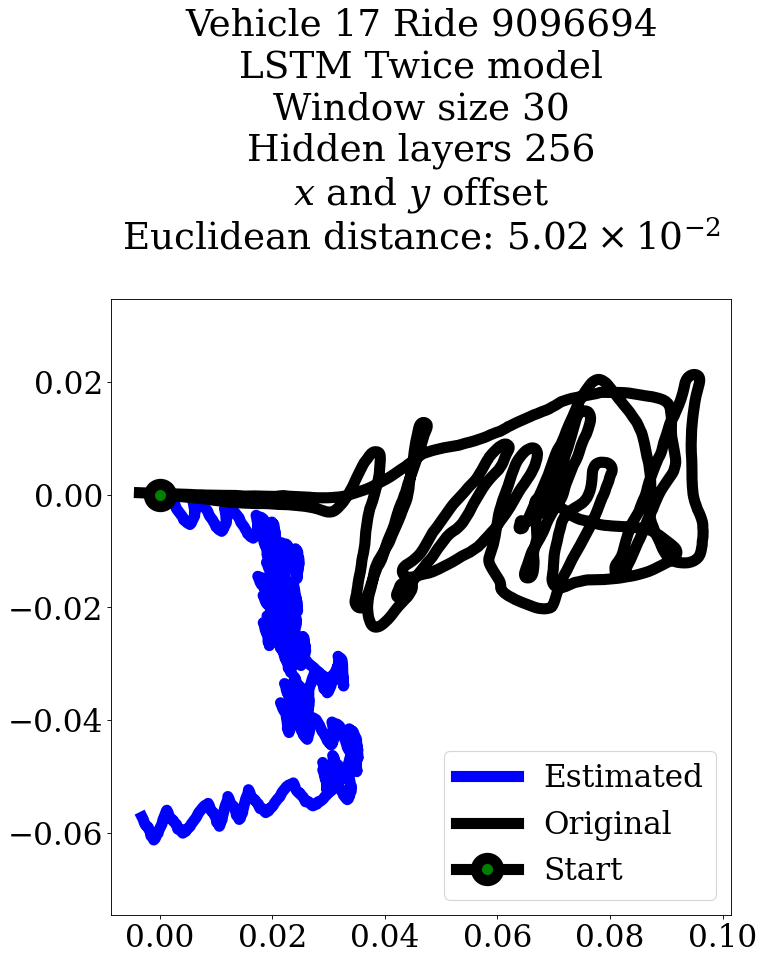 Vehicle 17 Ride 9096694
LSTM Twice model
Window size 30
Hidden layers 256
x and y offset
Euclidean distance: 5.02 × 10⁻²
0.02
0.00
−0.02
−0.04
−0.06
Estimated
Original
Start
0.00 0.02 0.04 0.06 0.08 0.10